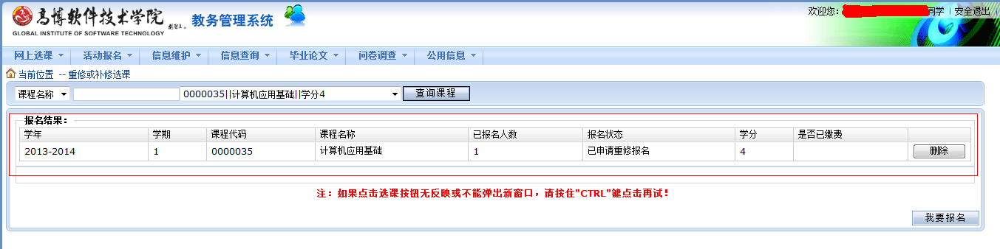 高博软件技术学院 教务管理系统
GLOBAL INSTITUTE OF SOFTWARE TECHNOLOGY
欢迎您: 同学 | 安全退出
网上选课 活动报名 信息维护 信息查询 毕业论文 问卷调查 公用信息
当前位置 -- 重修或补修选课
课程名称 0000035||计算机应用基础||学分4 查询课程
报名结果:
学年 学期 课程代码 课程名称 已报名人数 报名状态 学分 是否已缴费
2013-2014 1 0000035 计算机应用基础 1 已申请重修报名 4 删除
注：如果点击选课按钮无反映或不能弹出新窗口，请按住"CTRL"键点击再试！
我要报名